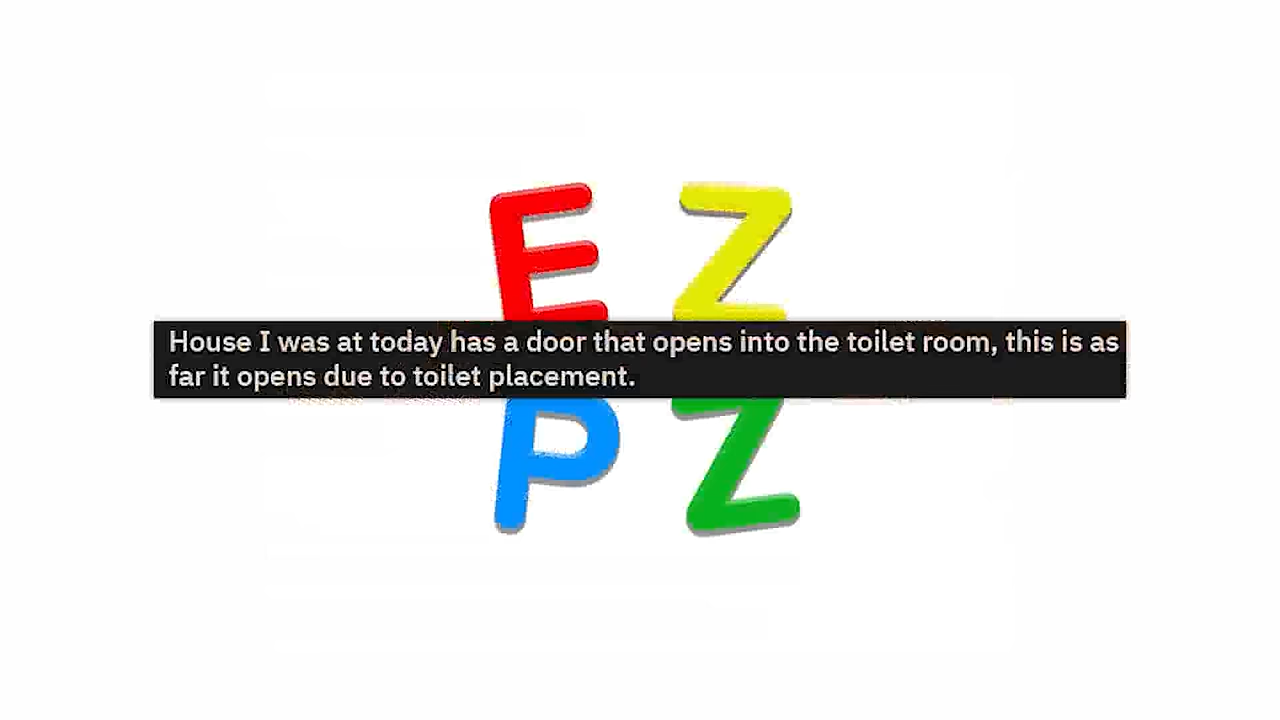 E Z
House I was at today has a door that opens into the toilet room, this is as
far it opens due to toilet placement.
P Z